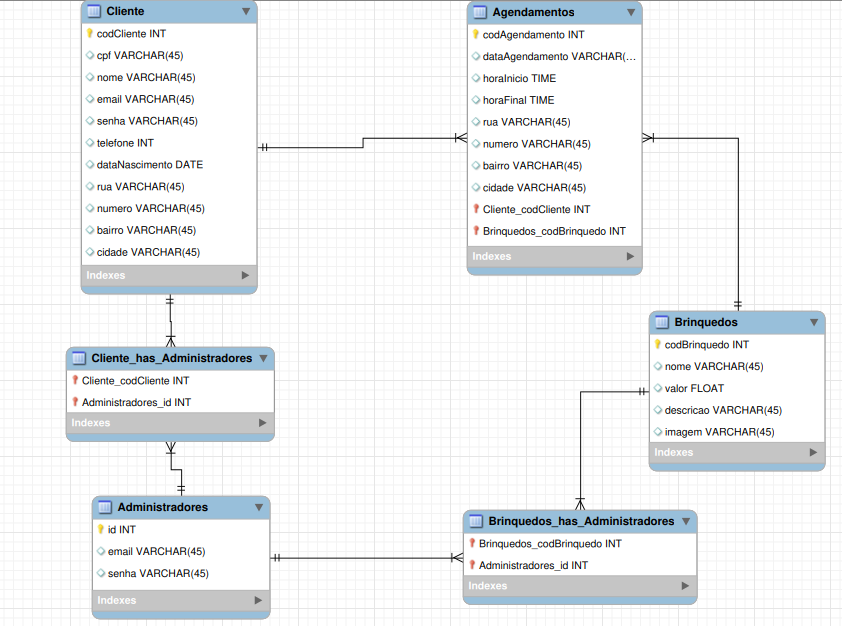 Cliente
codCliente INT
cpf VARCHAR(45)
nome VARCHAR(45)
email VARCHAR(45)
senha VARCHAR(45)
telefone INT
dataNascimento DATE
rua VARCHAR(45)
numero VARCHAR(45)
bairro VARCHAR(45)
cidade VARCHAR(45)
Indexes
Agendamentos
codAgendamento INT
dataAgendamento VARCHAR(...
horaInicio TIME
horaFinal TIME
rua VARCHAR(45)
numero VARCHAR(45)
bairro VARCHAR(45)
cidade VARCHAR(45)
Cliente_codCliente INT
Brinquedos_codBrinquedo INT
Indexes
Brinquedos
codBrinquedo INT
nome VARCHAR(45)
valor FLOAT
descricao VARCHAR(45)
imagem VARCHAR(45)
Indexes
Cliente_has_Administradores
Cliente_codCliente INT
Administradores_id INT
Indexes
Administradores
id INT
email VARCHAR(45)
senha VARCHAR(45)
Indexes
Brinquedos_has_Administradores
Brinquedos_codBrinquedo INT
Administradores_id INT
Indexes